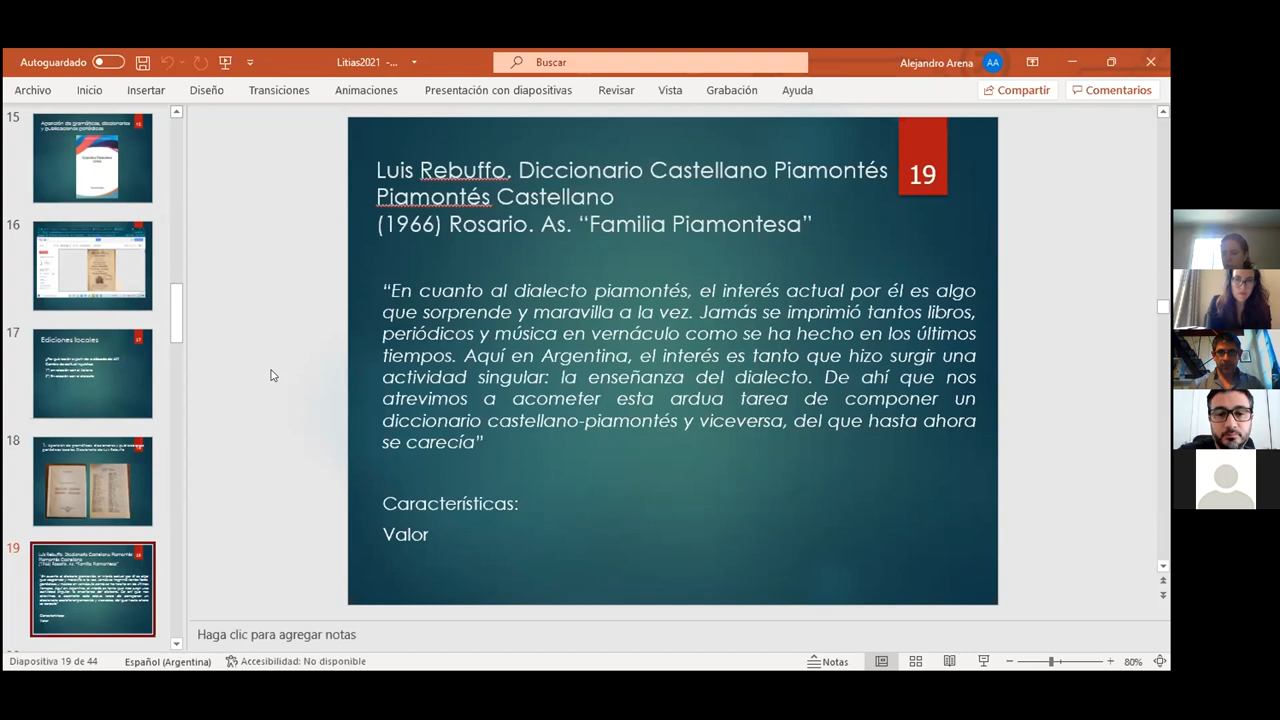 Autoguardado
Litias2021 -...
Buscar
Alejandro Arena
AA
Archivo
Inicio
Insertar
Diseño
Transiciones
Animaciones
Presentación con diapositivas
Revisar
Vista
Grabación
Ayuda
Compartir
Comentarios
15
16
17
Ediciones locales
17
18
19
Luis Rebuffo. Diccionario Castellano Piamontés
Piamontés Castellano
(1966) Rosario. As. “Familia Piamontesa”
19
“En cuanto al dialecto piamontés, el interés actual por él es algo
que sorprende y maravilla a la vez. Jamás se imprimió tantos libros,
periódicos y música en vernáculo como se ha hecho en los últimos
tiempos. Aquí en Argentina, el interés es tanto que hizo surgir una
actividad singular: la enseñanza del dialecto. De ahí que nos
atrevimos a acometer esta ardua tarea de componer un
diccionario castellano-piamontés y viceversa, del que hasta ahora
se carecía”
Características:
Valor
Haga clic para agregar notas
Diapositiva 19 de 44
Español (Argentina)
Accesibilidad: No disponible
Notas
80%